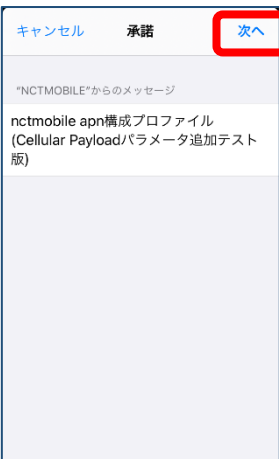 キャンセル 承諾 次へ
"NCTMOBILE"からのメッセージ
nctmobile apn構成プロファイル
(Cellular Payloadパラメータ追加テスト
版)